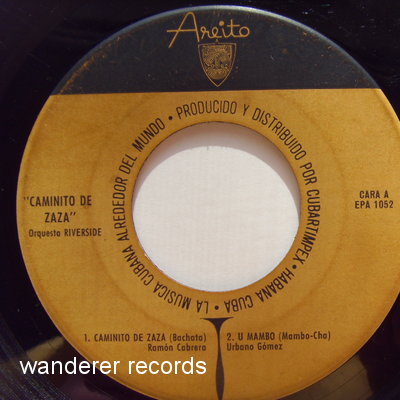 Areito
• PRODUCIDO Y DISTRIBUIDO POR CUBARTIMPEX • HABANA CUBA • LA MUSICA CUBANA ALREDEDOR DEL MUNDO
"CAMINITO DE
ZAZA"
Orquesta RIVERSIDE
CARA A
EPA 1052
1. CAMINITO DE ZAZA (Bachata)
Ramón Cabrera
2. U MAMBO (Mambo-Cha)
Urbano Gómez
wanderer records